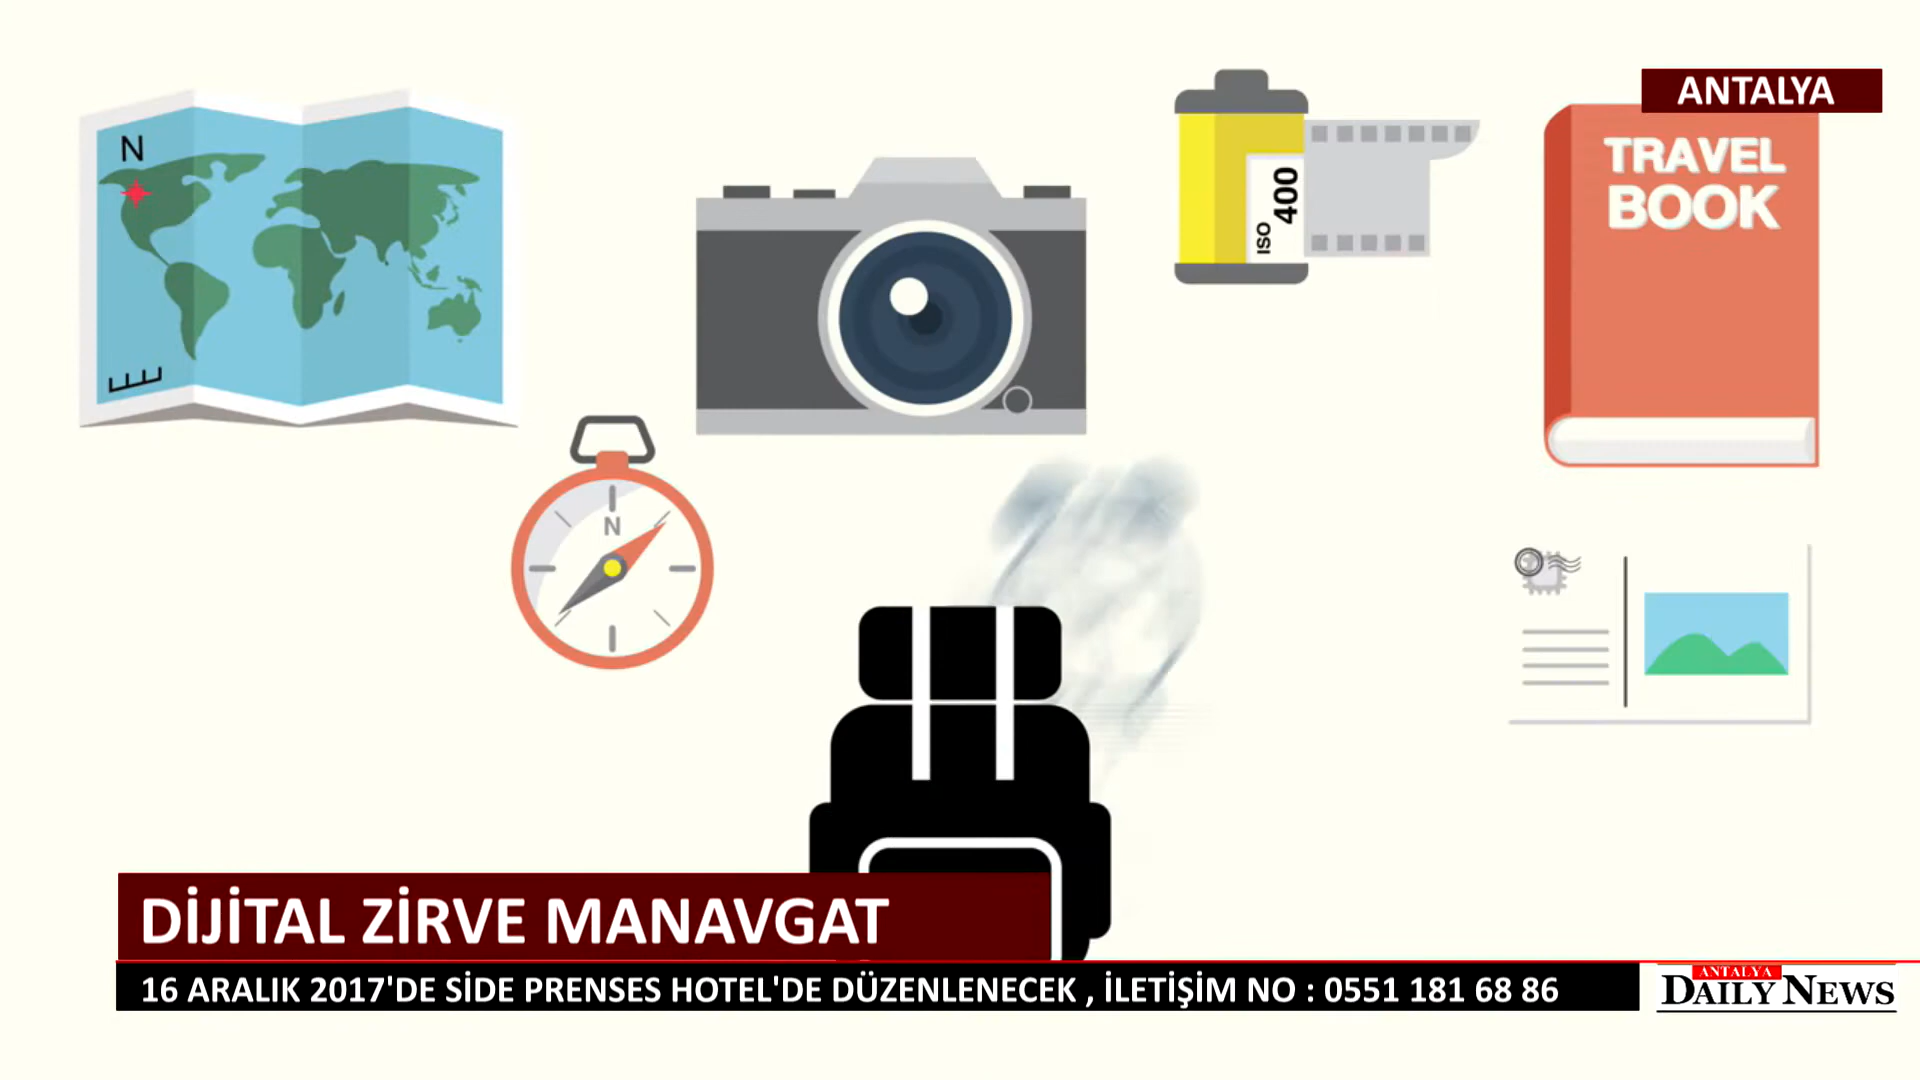 ANTALYA
N
TRAVEL
BOOK
ISO 400
N
DİJİTAL ZİRVE MANAVGAT
16 ARALIK 2017'DE SİDE PRENSES HOTEL'DE DÜZENLENECEK , İLETİŞİM NO : 0551 181 68 86
ANTALYA
DAILY NEWS